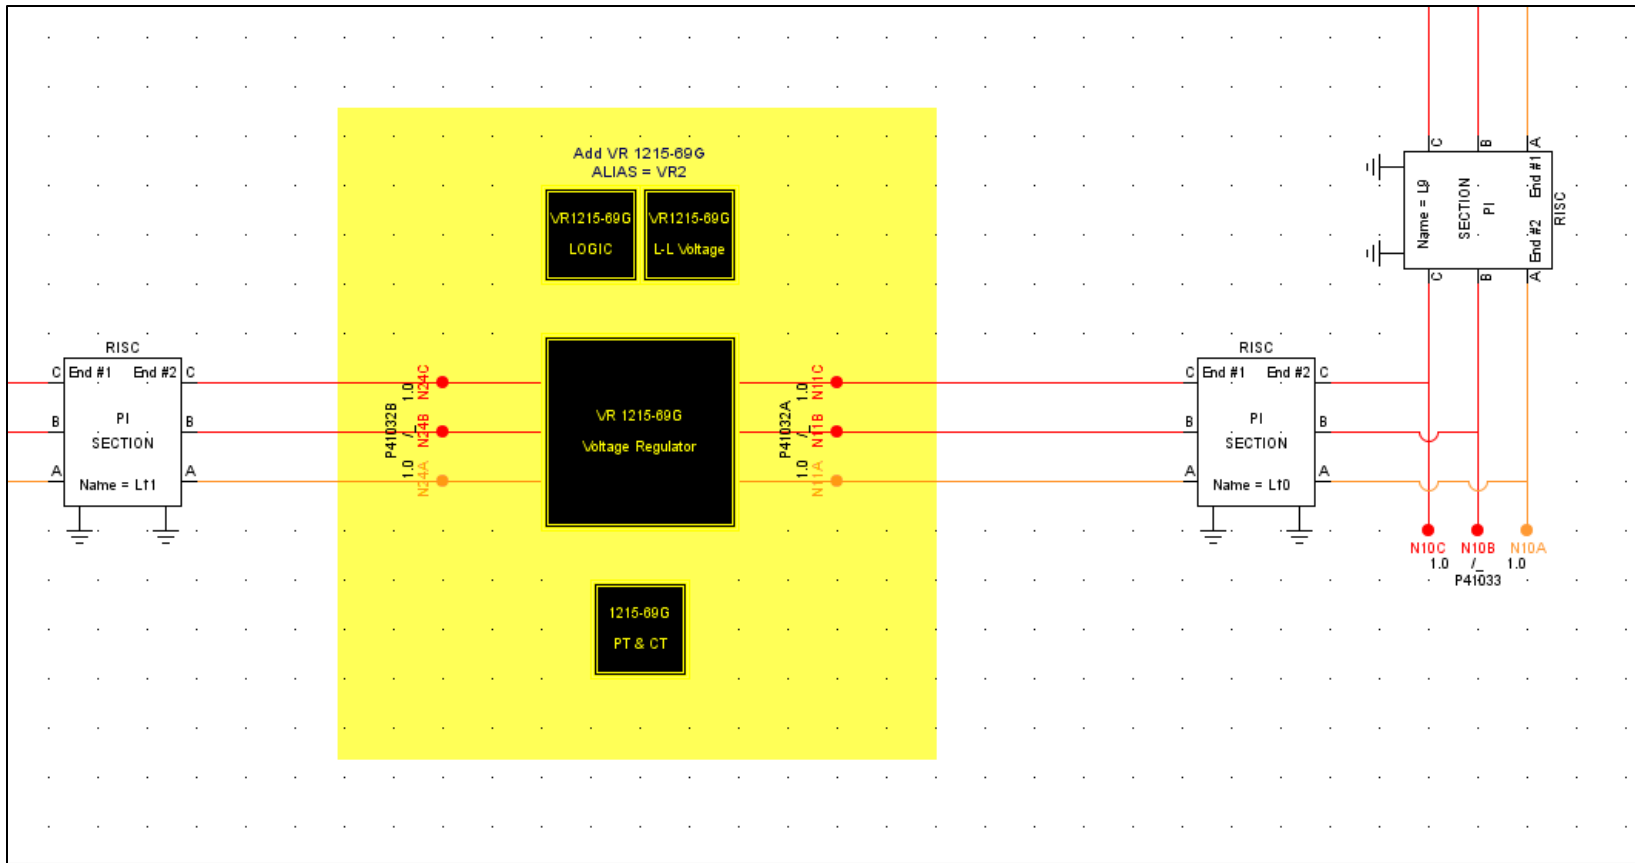 Add VR 1215-69G
ALIAS = VR2
VR1215-69G
LOGIC
VR1215-69G
L-L Voltage
RISC
C End #1 End #2 C
B PI B
SECTION
A A
Name = Lf1
P41032B
1.0 /_ 1.0
N24C
N24B
N24A
VR 1215-69G
Voltage Regulator
P41032A
1.0 /_ 1.0
N11C
N11B
N11A
1215-69G
PT & CT
RISC
C End #1 End #2 C
B PI B
SECTION
A A
Name = Lf0
C B A
Name = L9
SECTION
PI
End #2 End #1
RISC
C B A
N10C N10B N10A
1.0 /_ 1.0
P41033